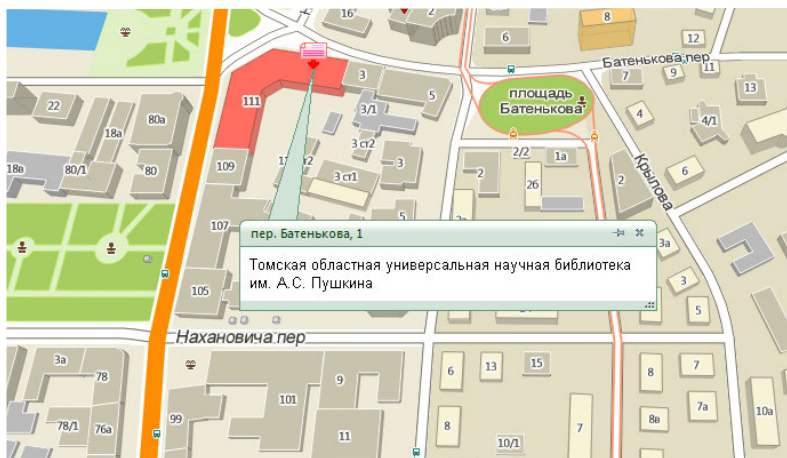 16
2
8
6
12
Батенькова пер
3
7
9
11
111
5
площадь
Батенькова
13
22
80а
3/1
4
4/1
18а
3 ст2
2/2
1а
109
3
6
18в
80/1
80
3 ст1
2
26
2
Крылова
107
5
пер. Батенькова, 1
Томская областная универсальная научная библиотека
им. А.С. Пушкина
3а
3
105
5
Нахановича пер
3а
78
9
6
13
15
8
7
101
7а
78/1
76а
99
11
8
10/1
7
8в
10а